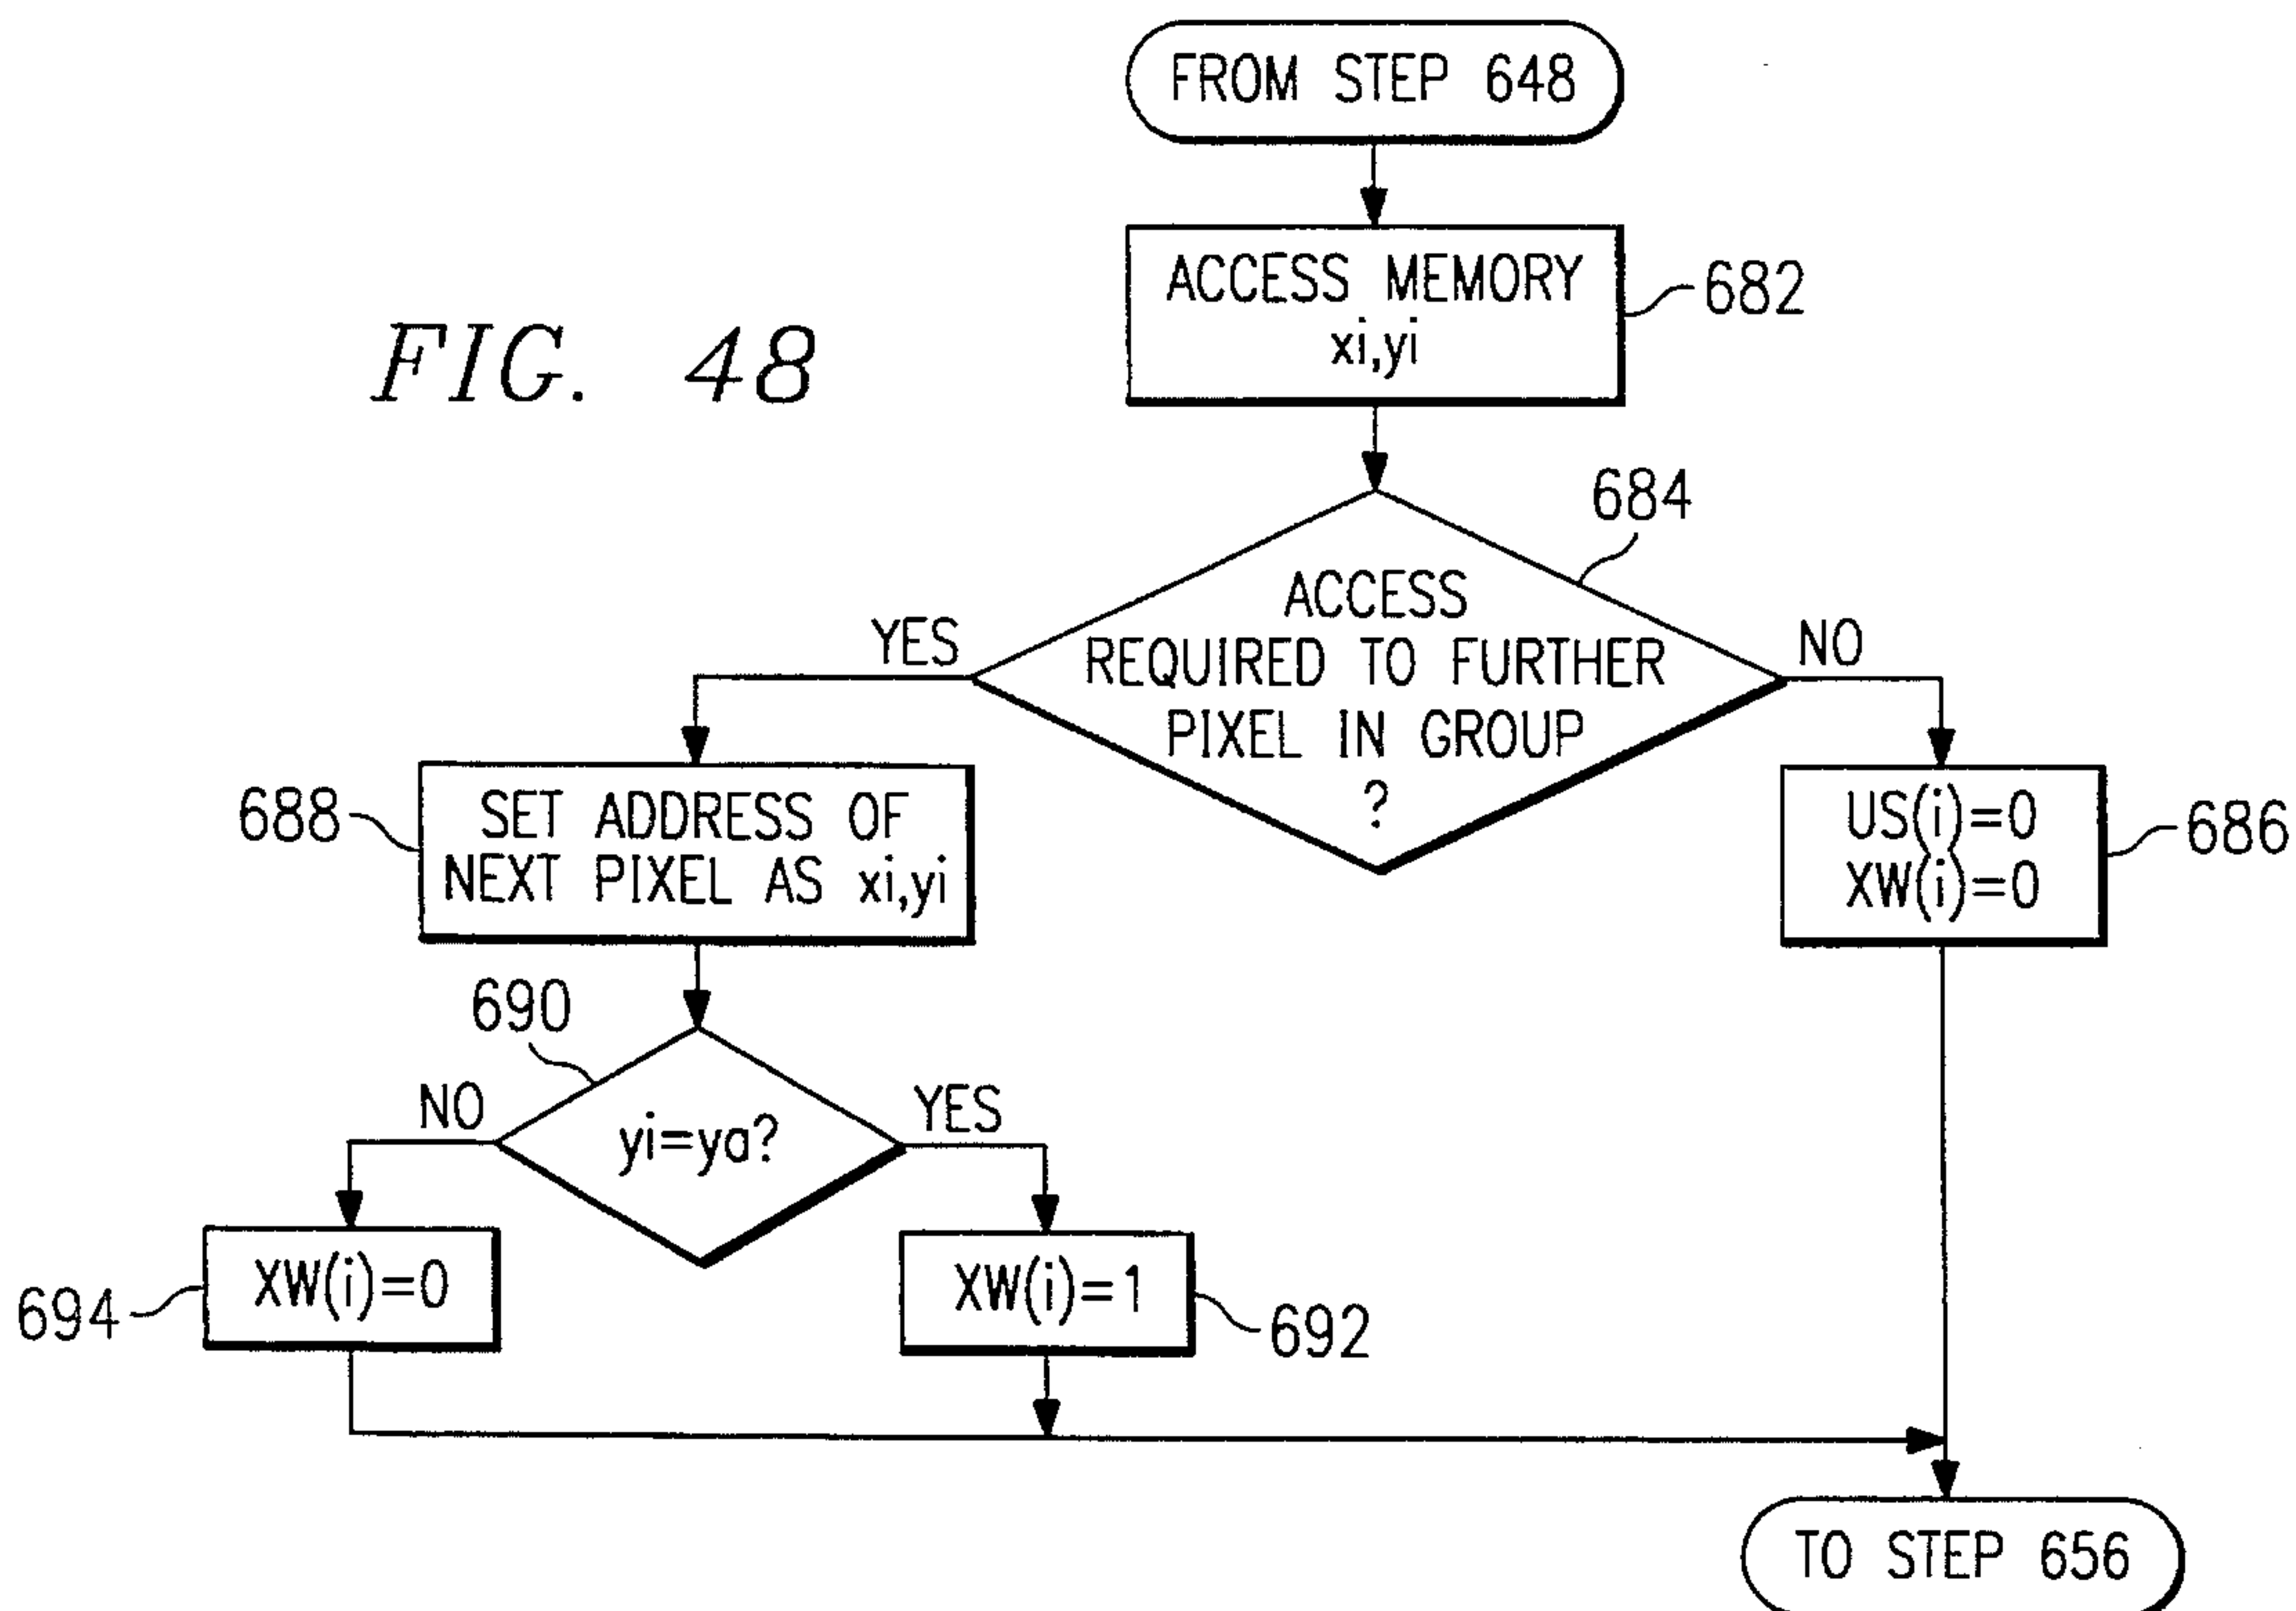 FROM STEP 648
ACCESS MEMORY
xi,yi
682
FIG. 48
684
ACCESS
REQUIRED TO FURTHER
PIXEL IN GROUP
?
YES
NO
688
SET ADDRESS OF
NEXT PIXEL AS xi,yi
US(i)=0
XW(i)=0
686
690
yi=ya?
NO
YES
694
XW(i)=0
XW(i)=1
692
TO STEP 656